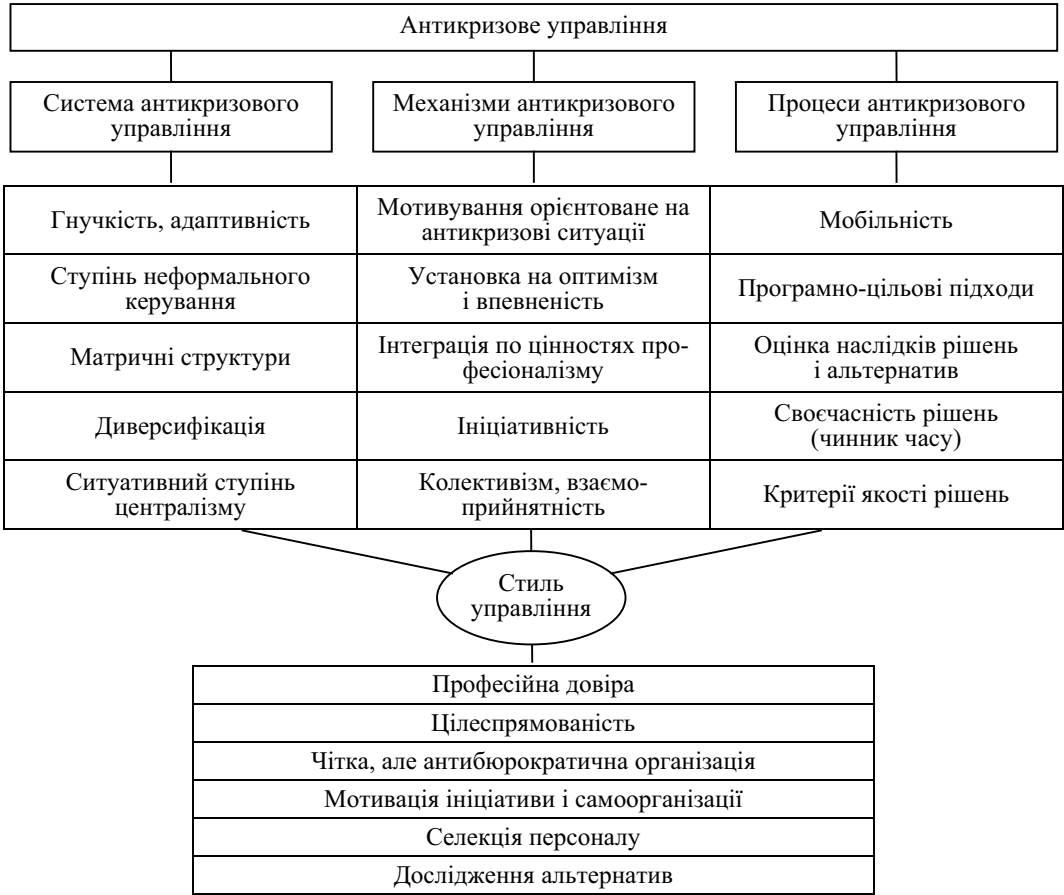 Антикризове управління
Система антикризового
управління
Механізми антикризового
управління
Процеси антикризового
управління
Гнучкість, адаптивність
Мотивування орієнтоване на
антикризові ситуації
Мобільність
Ступінь неформального
керування
Установка на оптимізм
і впевненість
Програмно-цільові підходи
Матричні структури
Інтеграція по цінностях про-
фесіоналізму
Оцінка наслідків рішень
і альтернатив
Диверсифікація
Ініціативність
Своєчасність рішень
(чинник часу)
Ситуативний ступінь
централізму
Колективізм, взаємо-
прийнятність
Критерії якості рішень
Стиль
управління
Професійна довіра
Цілеспрямованість
Чітка, але антибюрократична організація
Мотивація ініціативи і самоорганізації
Селекція персоналу
Дослідження альтернатив